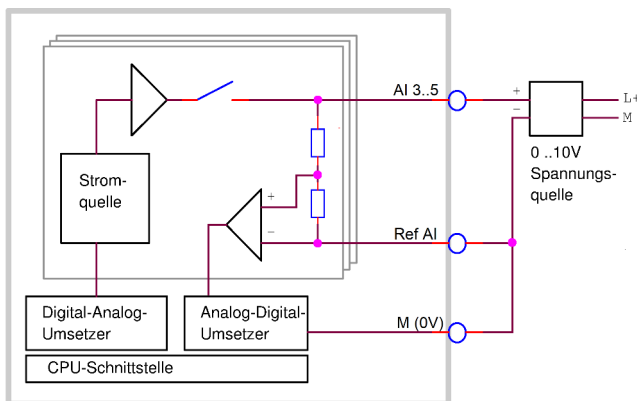 AI 3..5
+
−
L+
M
0 ..10V
Spannungs-
quelle
Strom-
quelle
+
−
Ref AI
Digital-Analog-
Umsetzer
Analog-Digital-
Umsetzer
M (0V)
CPU-Schnittstelle